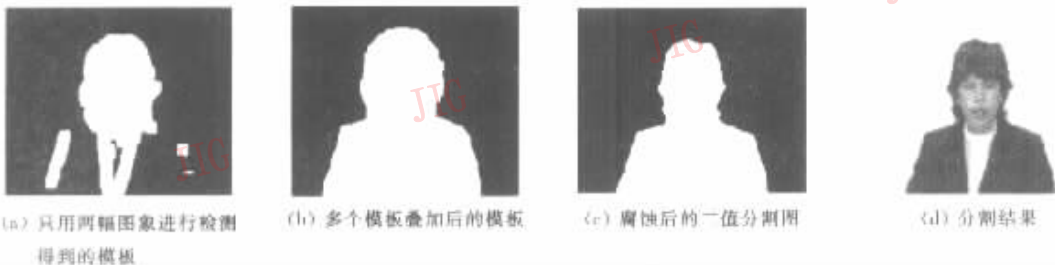 JIG
JIG
JIG
(a) 只用两幅图象进行检测
得到的模板
(b) 多个模板叠加后的模板
(c) 腐蚀后的二值分割图
(d) 分割结果